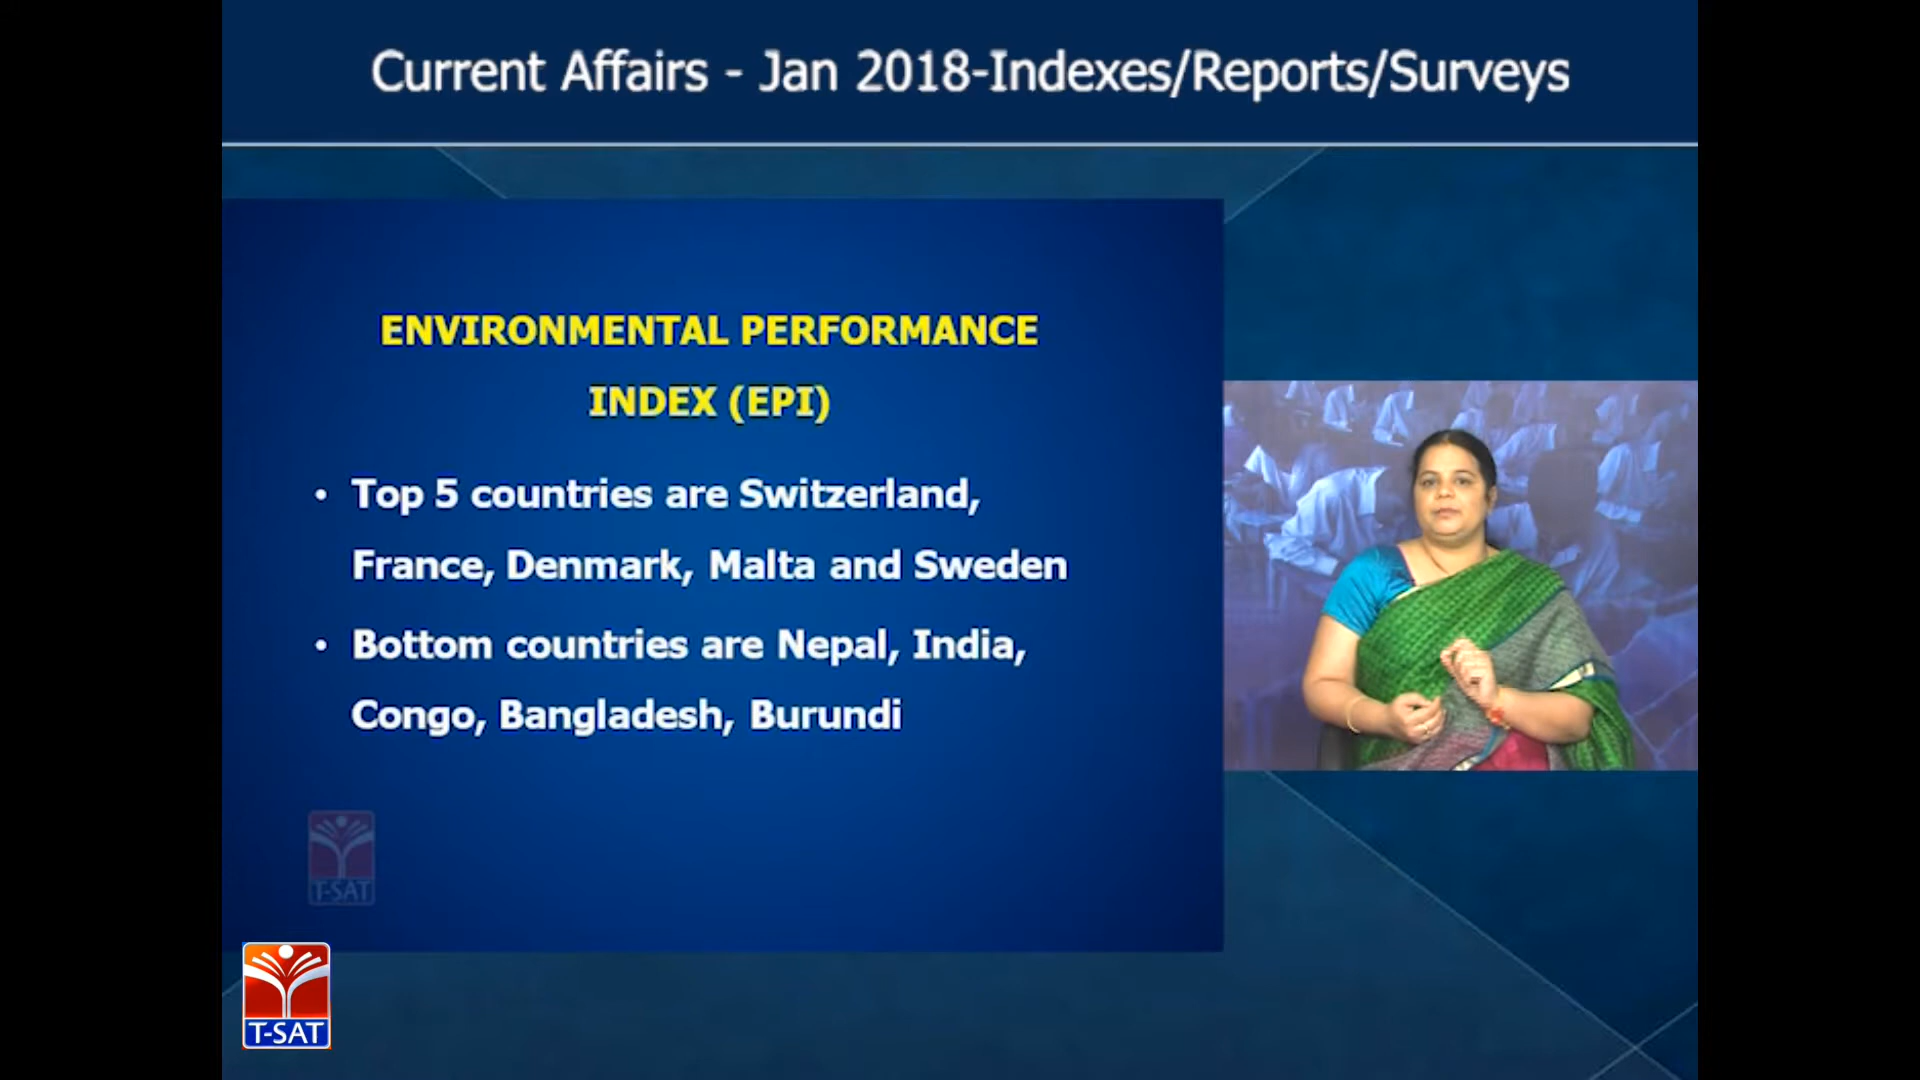 Current Affairs - Jan 2018-Indexes/Reports/Surveys
ENVIRONMENTAL PERFORMANCE
INDEX (EPI)
• Top 5 countries are Switzerland,
France, Denmark, Malta and Sweden
• Bottom countries are Nepal, India,
Congo, Bangladesh, Burundi
T-SAT
T-SAT